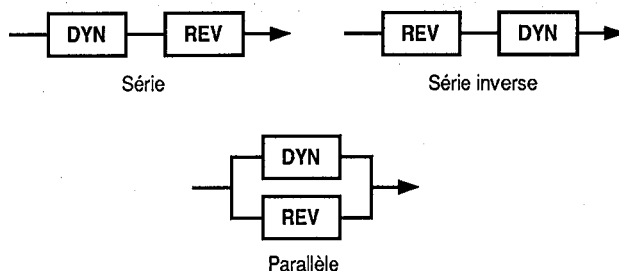 DYN REV
Série
REV DYN
Série inverse
DYN
REV
Parallèle